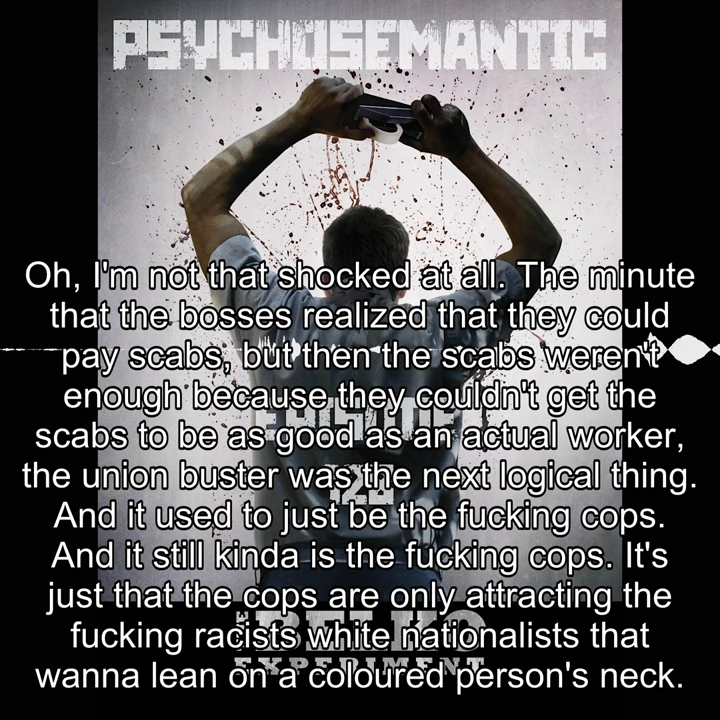 PSYCHOSEMANTIC
Oh, I'm not that shocked at all. The minute
that the bosses realized that they could
pay scabs, but then the scabs weren't
enough because they couldn't get the
scabs to be as good as an actual worker,
the union buster was the next logical thing.
And it used to just be the fucking cops.
And it still kinda is the fucking cops. It's
just that the cops are only attracting the
fucking racists white nationalists that
wanna lean on a coloured person's neck.
EPISODE
THE BELKO
EXPERIMENT